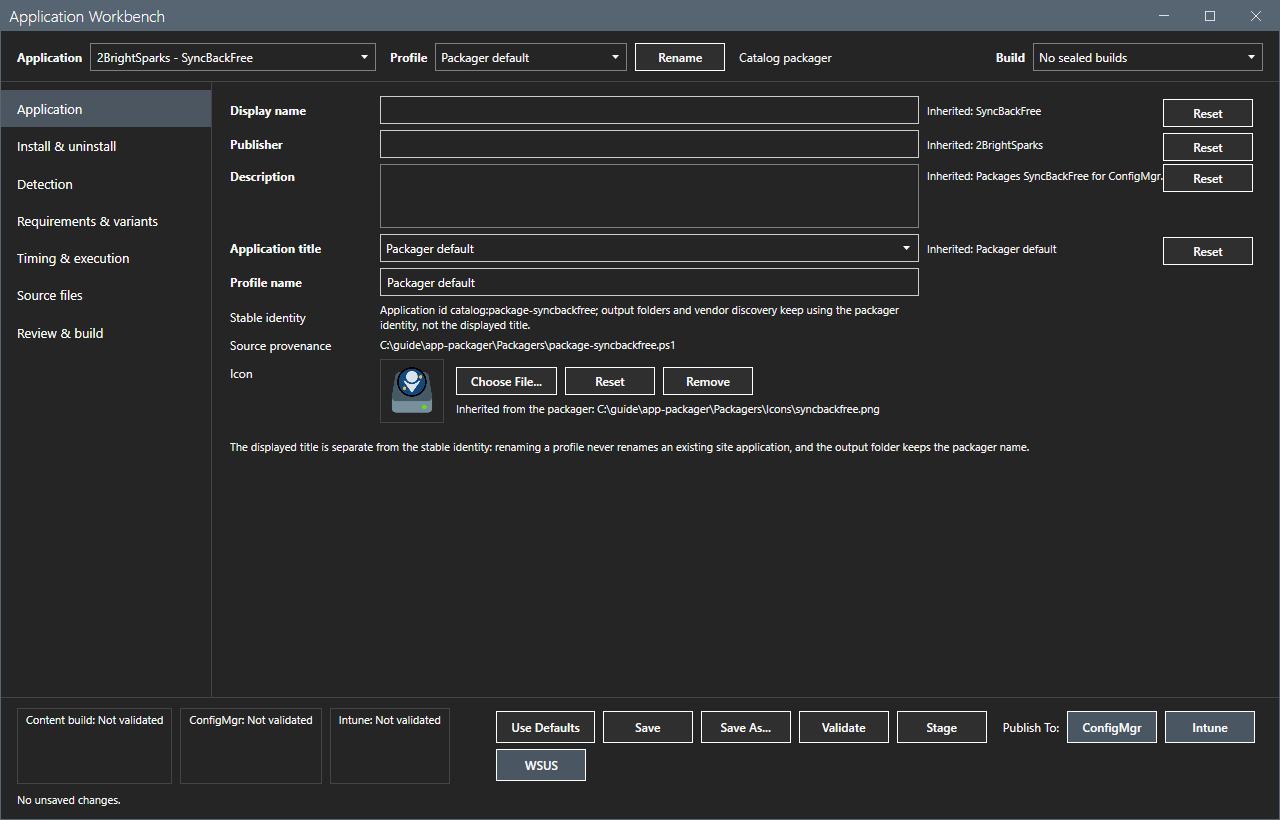 Application Workbench
Application
2BrightSparks - SyncBackFree
Profile
Packager default
Rename
Catalog packager
Build
No sealed builds
Application
Install & uninstall
Detection
Requirements & variants
Timing & execution
Source files
Review & build
Display name
Inherited: SyncBackFree
Reset
Publisher
Inherited: 2BrightSparks
Reset
Description
Inherited: Packages SyncBackFree for ConfigMgr.
Reset
Application title
Packager default
Inherited: Packager default
Reset
Profile name
Packager default
Stable identity
Application id catalog:package-syncbackfree; output folders and vendor discovery keep using the packager
identity, not the displayed title.
Source provenance
C:\guide\app-packager\Packagers\package-syncbackfree.ps1
Icon
Choose File...
Reset
Remove
Inherited from the packager: C:\guide\app-packager\Packagers\Icons\syncbackfree.png
The displayed title is separate from the stable identity: renaming a profile never renames an existing site application, and the output folder keeps the packager name.
Content build: Not validated
ConfigMgr: Not validated
Intune: Not validated
Use Defaults
Save
Save As...
Validate
Stage
Publish To:
ConfigMgr
Intune
WSUS
No unsaved changes.